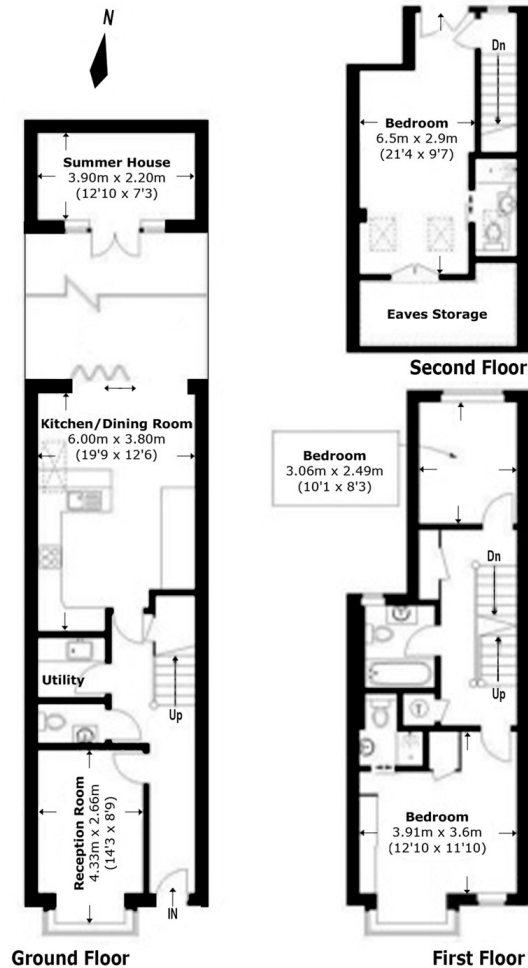 N
Summer House
3.90m x 2.20m
(12'10 x 7'3)
Kitchen/Dining Room
6.00m x 3.80m
(19'9 x 12'6)
Utility
Up
Reception Room
4.33m x 2.66m
(14'3 x 8'9)
IN
Ground Floor
Dn
Bedroom
6.5m x 2.9m
(21'4 x 9'7)
Eaves Storage
Second Floor
Bedroom
3.06m x 2.49m
(10'1 x 8'3)
Dn
Up
T
Bedroom
3.91m x 3.6m
(12'10 x 11'10)
First Floor